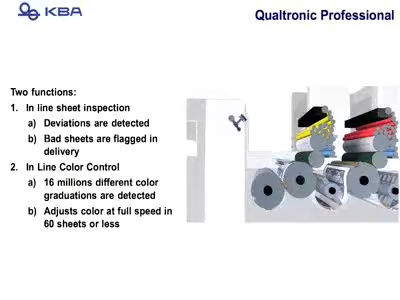 KBA
Qualtronic Professional
Two functions:
1. In line sheet inspection
a) Deviations are detected
b) Bad sheets are flagged in
delivery
2. In Line Color Control
a) 16 millions different color
graduations are detected
b) Adjusts color at full speed in
60 sheets or less